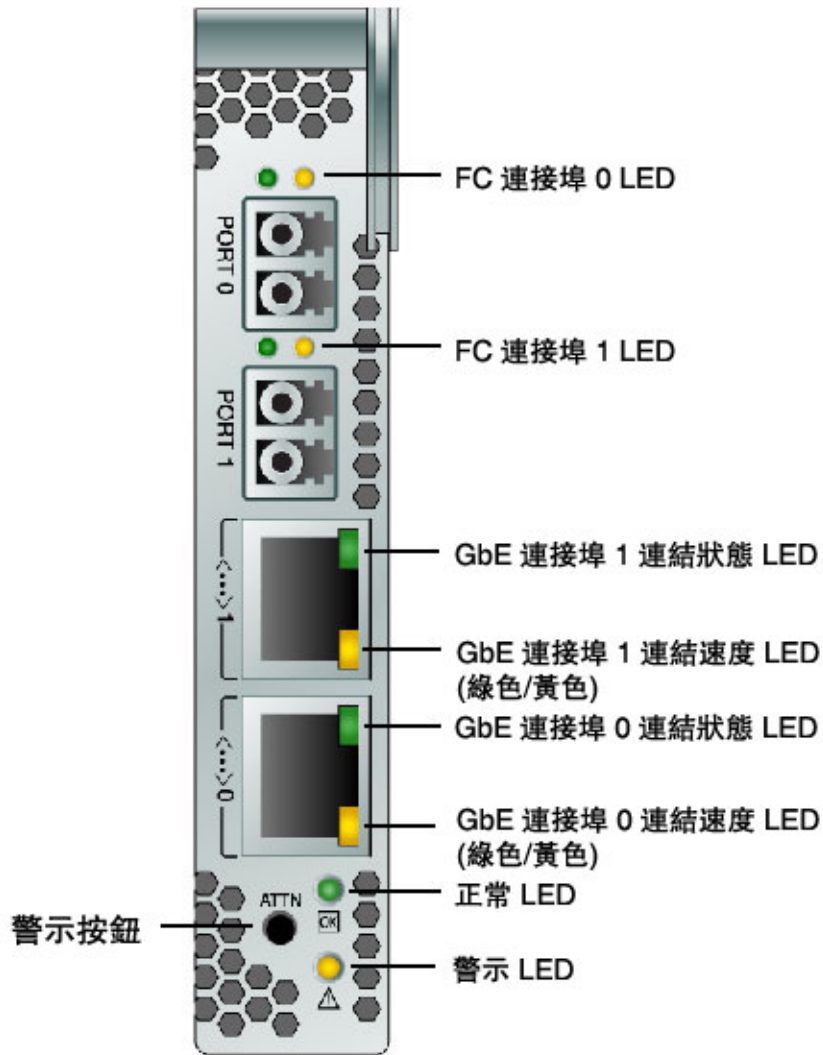 FC 連接埠 0 LED
PORT 0
FC 連接埠 1 LED
PORT 1
GbE 連接埠 1 連結狀態 LED
<...> 1
GbE 連接埠 1 連結速度 LED
(綠色/黃色)
GbE 連接埠 0 連結狀態 LED
<...> 0
GbE 連接埠 0 連結速度 LED
(綠色/黃色)
正常 LED
ATTN
OK
警示按鈕
警示 LED